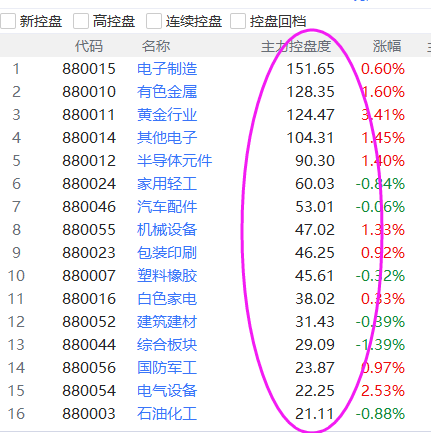 新控盘 高控盘 连续控盘 控盘回档
代码 名称 主力控盘度 涨幅
1 880015 电子制造 151.65 0.60%
2 880010 有色金属 128.35 1.60%
3 880011 黄金行业 124.47 3.41%
4 880014 其他电子 104.31 1.45%
5 880012 半导体元件 90.30 1.40%
6 880024 家用轻工 60.03 -0.84%
7 880046 汽车配件 53.01 -0.06%
8 880055 机械设备 47.02 1.33%
9 880023 包装印刷 46.25 0.92%
10 880007 塑料橡胶 45.61 -0.32%
11 880016 白色家电 38.02 0.33%
12 880052 建筑建材 31.43 -0.39%
13 880044 综合板块 29.09 -1.39%
14 880056 国防军工 23.87 0.97%
15 880054 电气设备 22.25 2.53%
16 880003 石油化工 21.11 -0.88%